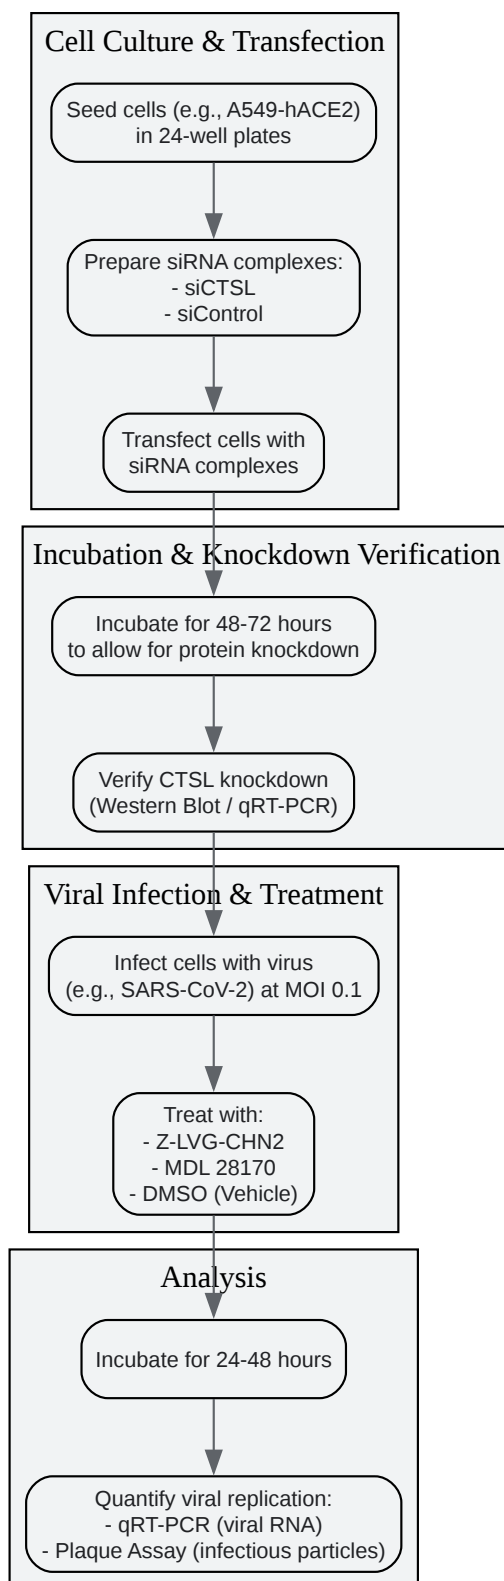 Cell Culture & Transfection
Seed cells (e.g., A549-hACE2)
in 24-well plates
Prepare siRNA complexes:
- siCTSL
- siControl
Transfect cells with
siRNA complexes
Incubation & Knockdown Verification
Incubate for 48-72 hours
to allow for protein knockdown
Verify CTSL knockdown
(Western Blot / qRT-PCR)
Viral Infection & Treatment
Infect cells with virus
(e.g., SARS-CoV-2) at MOI 0.1
Treat with:
- Z-LVG-CHN2
- MDL 28170
- DMSO (Vehicle)
Analysis
Incubate for 24-48 hours
Quantify viral replication:
- qRT-PCR (viral RNA)
- Plaque Assay (infectious particles)